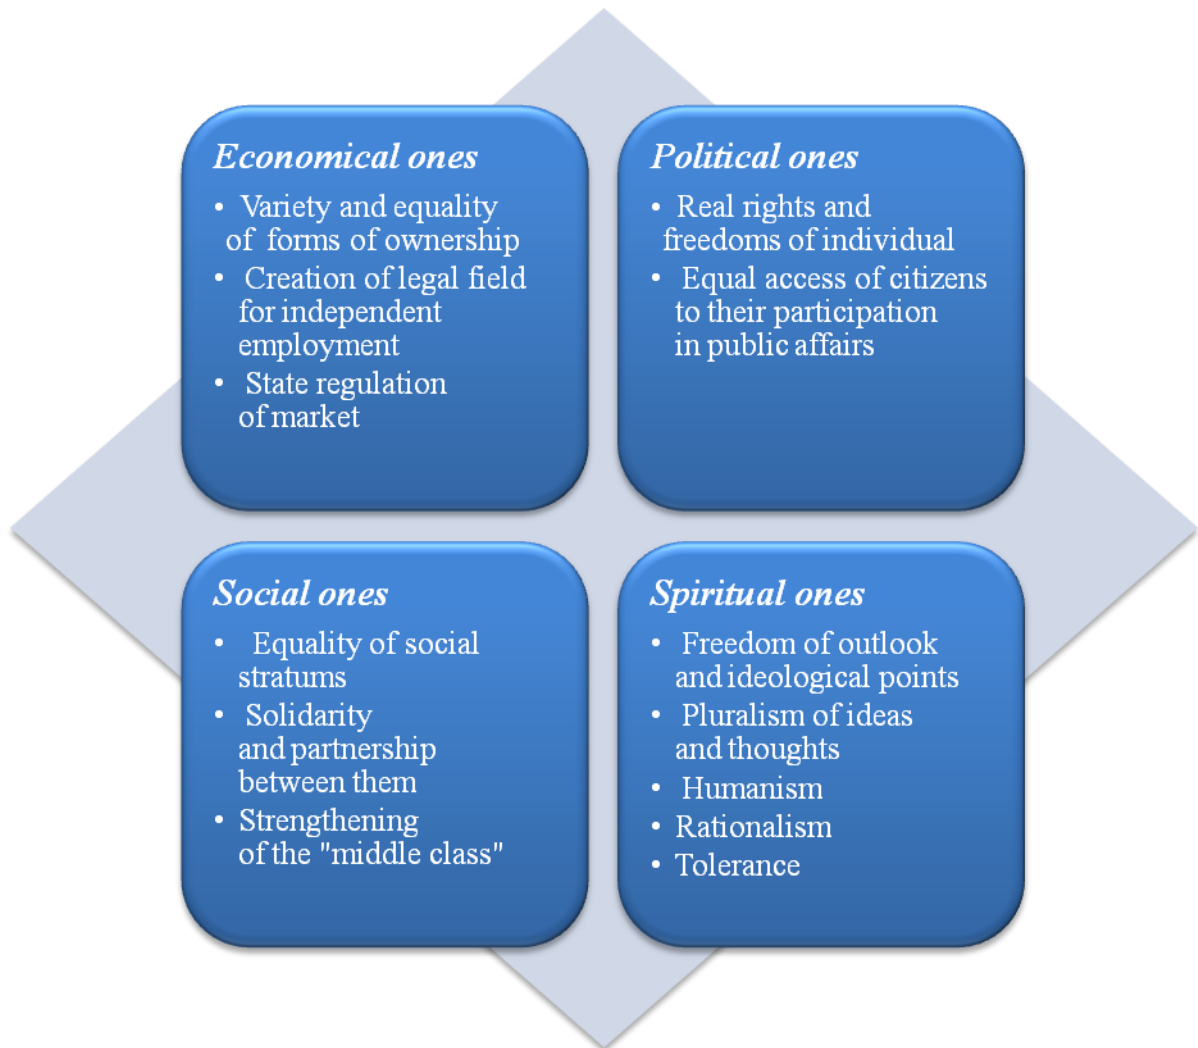 Economical ones
• Variety and equality
of forms of ownership
• Creation of legal field
for independent
employment
• State regulation
of market
Political ones
• Real rights and
freedoms of individual
• Equal access of citizens
to their participation
in public affairs
Social ones
• Equality of social
stratums
• Solidarity
and partnership
between them
• Strengthening
of the "middle class"
Spiritual ones
• Freedom of outlook
and ideological points
• Pluralism of ideas
and thoughts
• Humanism
• Rationalism
• Tolerance